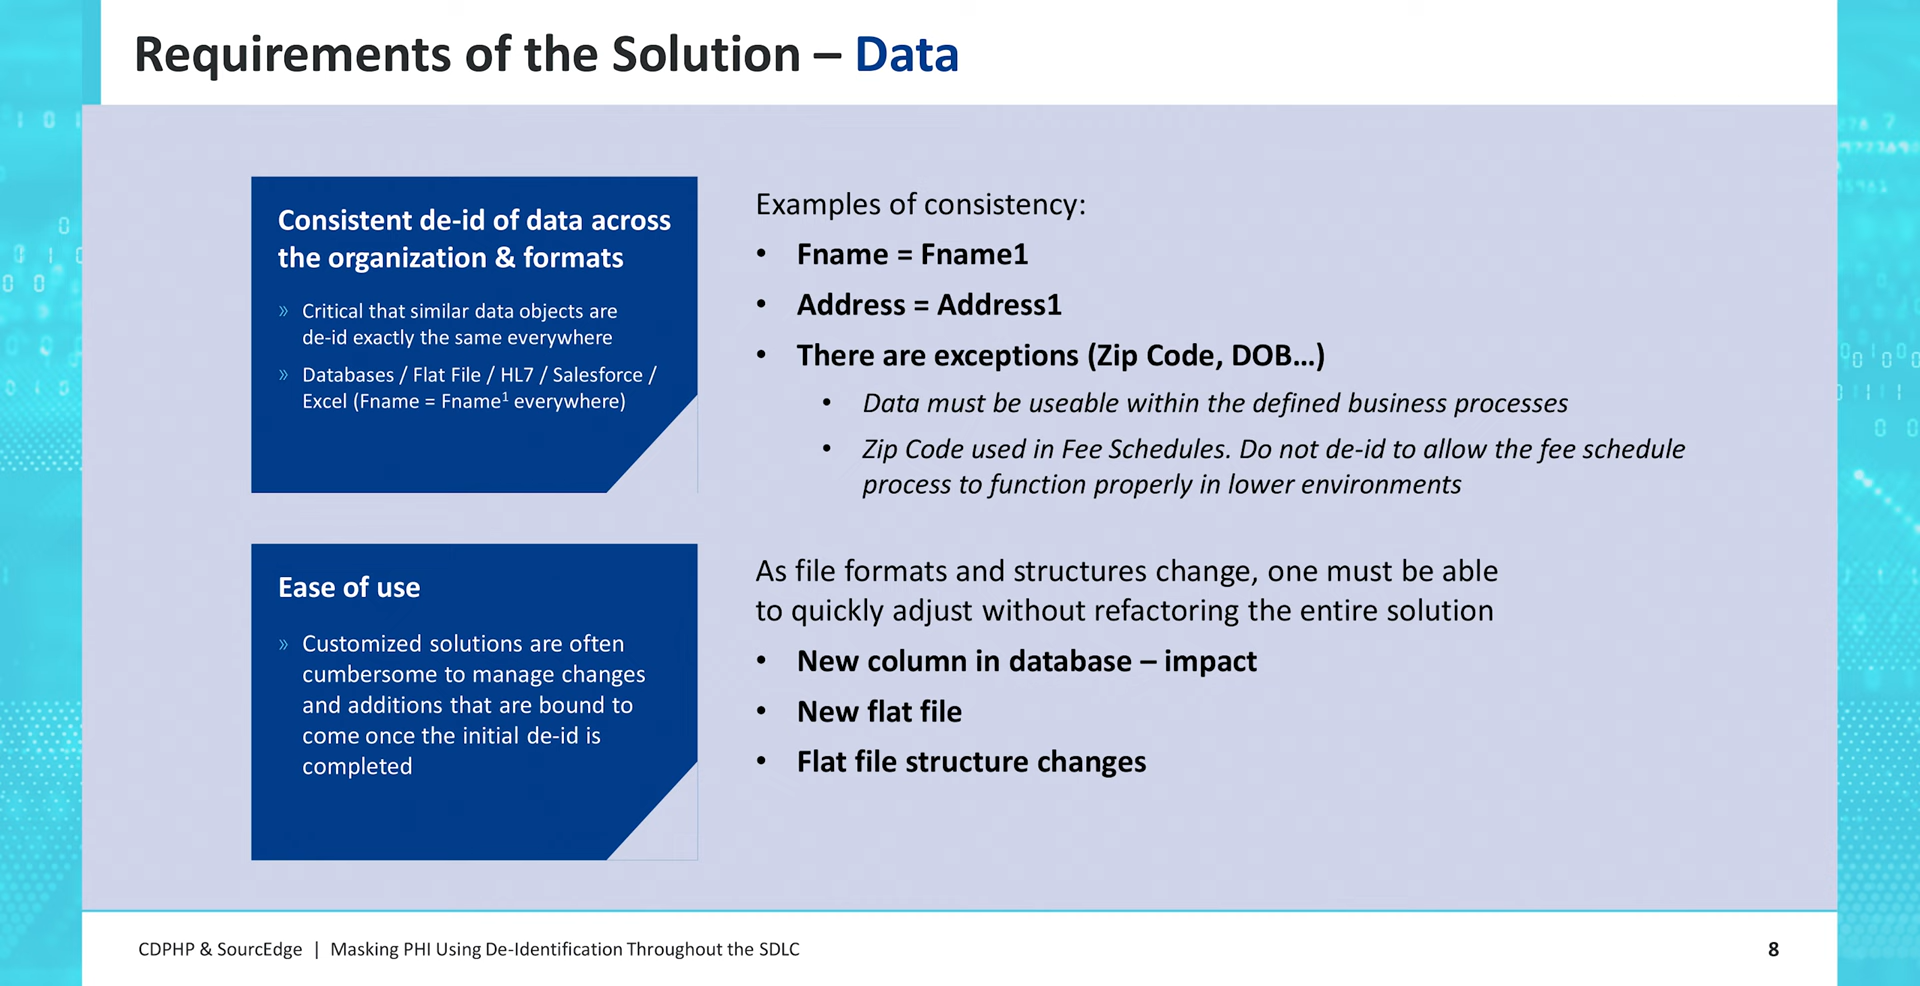 Requirements of the Solution – Data
Consistent de-id of data across
the organization & formats
» Critical that similar data objects are
de-id exactly the same everywhere
» Databases / Flat File / HL7 / Salesforce /
Excel (Fname = Fname¹ everywhere)
Examples of consistency:
• Fname = Fname1
• Address = Address1
• There are exceptions (Zip Code, DOB…)
• Data must be useable within the defined business processes
• Zip Code used in Fee Schedules. Do not de-id to allow the fee schedule
process to function properly in lower environments
Ease of use
» Customized solutions are often
cumbersome to manage changes
and additions that are bound to
come once the initial de-id is
completed
As file formats and structures change, one must be able
to quickly adjust without refactoring the entire solution
• New column in database – impact
• New flat file
• Flat file structure changes
CDPHP & SourcEdge | Masking PHI Using De-Identification Throughout the SDLC
8